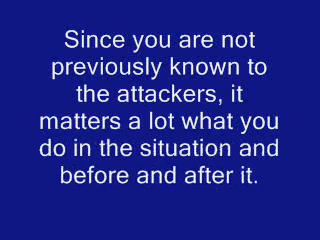 Since you are not
previously known to
the attackers, it
matters a lot what you
do in the situation and
before and after it.